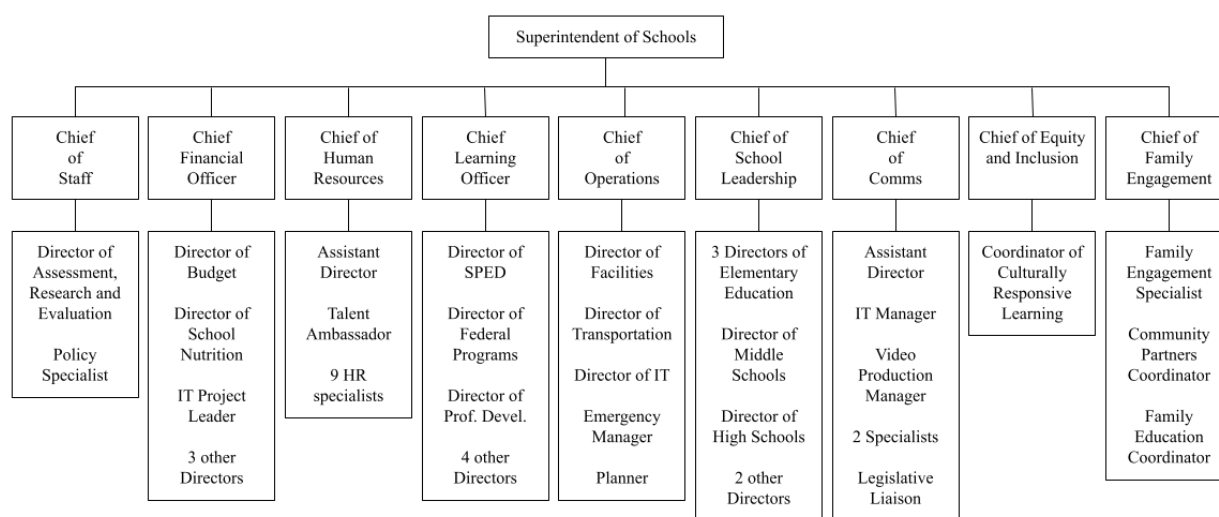 Superintendent of Schools
Chief
of
Staff
Chief
Financial
Officer
Chief of
Human
Resources
Chief
Learning
Officer
Chief
of
Operations
Chief of
School
Leadership
Chief
of
Comms
Chief of Equity
and Inclusion
Chief of
Family
Engagement
Director of
Assessment,
Research and
Evaluation
Policy
Specialist
Director of
Budget
Director of
School
Nutrition
IT Project
Leader
3 other
Directors
Assistant
Director
Talent
Ambassador
9 HR
specialists
Director of
SPED
Director of
Federal
Programs
Director of
Prof. Devel.
4 other
Directors
Director of
Facilities
Director of
Transportation
Director of IT
Emergency
Manager
Planner
3 Directors of
Elementary
Education
Director of
Middle
Schools
Director of
High Schools
2 other
Directors
Assistant
Director
IT Manager
Video
Production
Manager
2 Specialists
Legislative
Liaison
Coordinator of
Culturally
Responsive
Learning
Family
Engagement
Specialist
Community
Partners
Coordinator
Family
Education
Coordinator